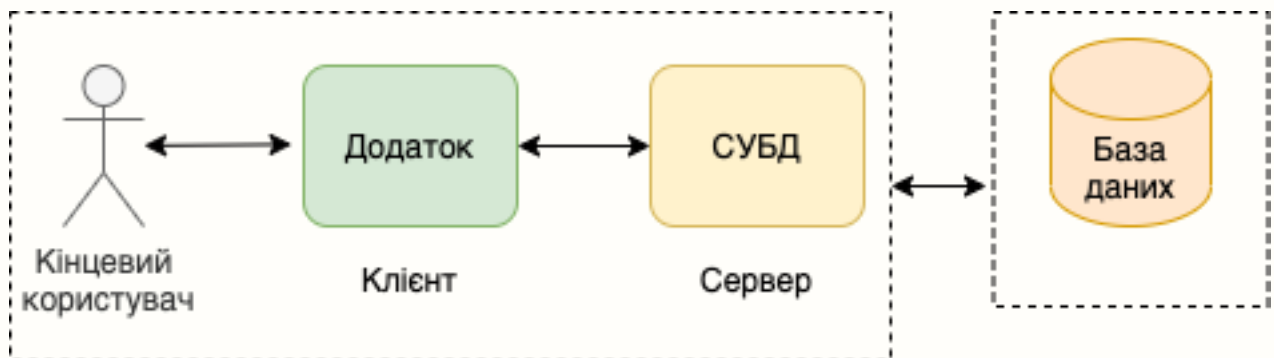 Додаток
СУБД
База
даних
Кінцевий
користувач
Клієнт
Сервер